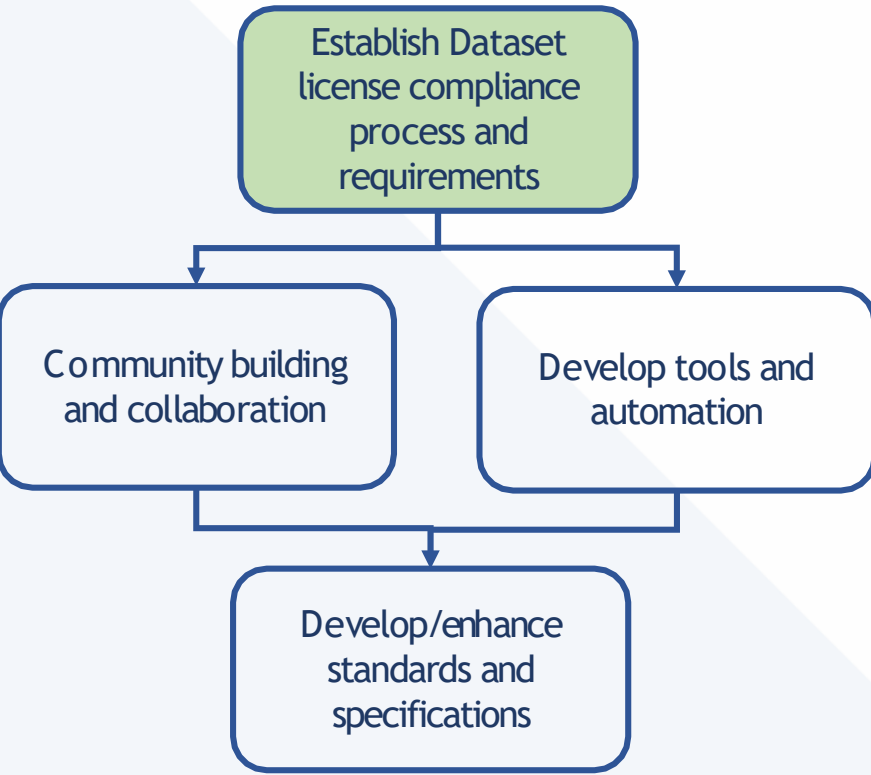 Establish Dataset
license compliance
process and
requirements
Community building
and collaboration
Develop tools and
automation
Develop/enhance
standards and
specifications